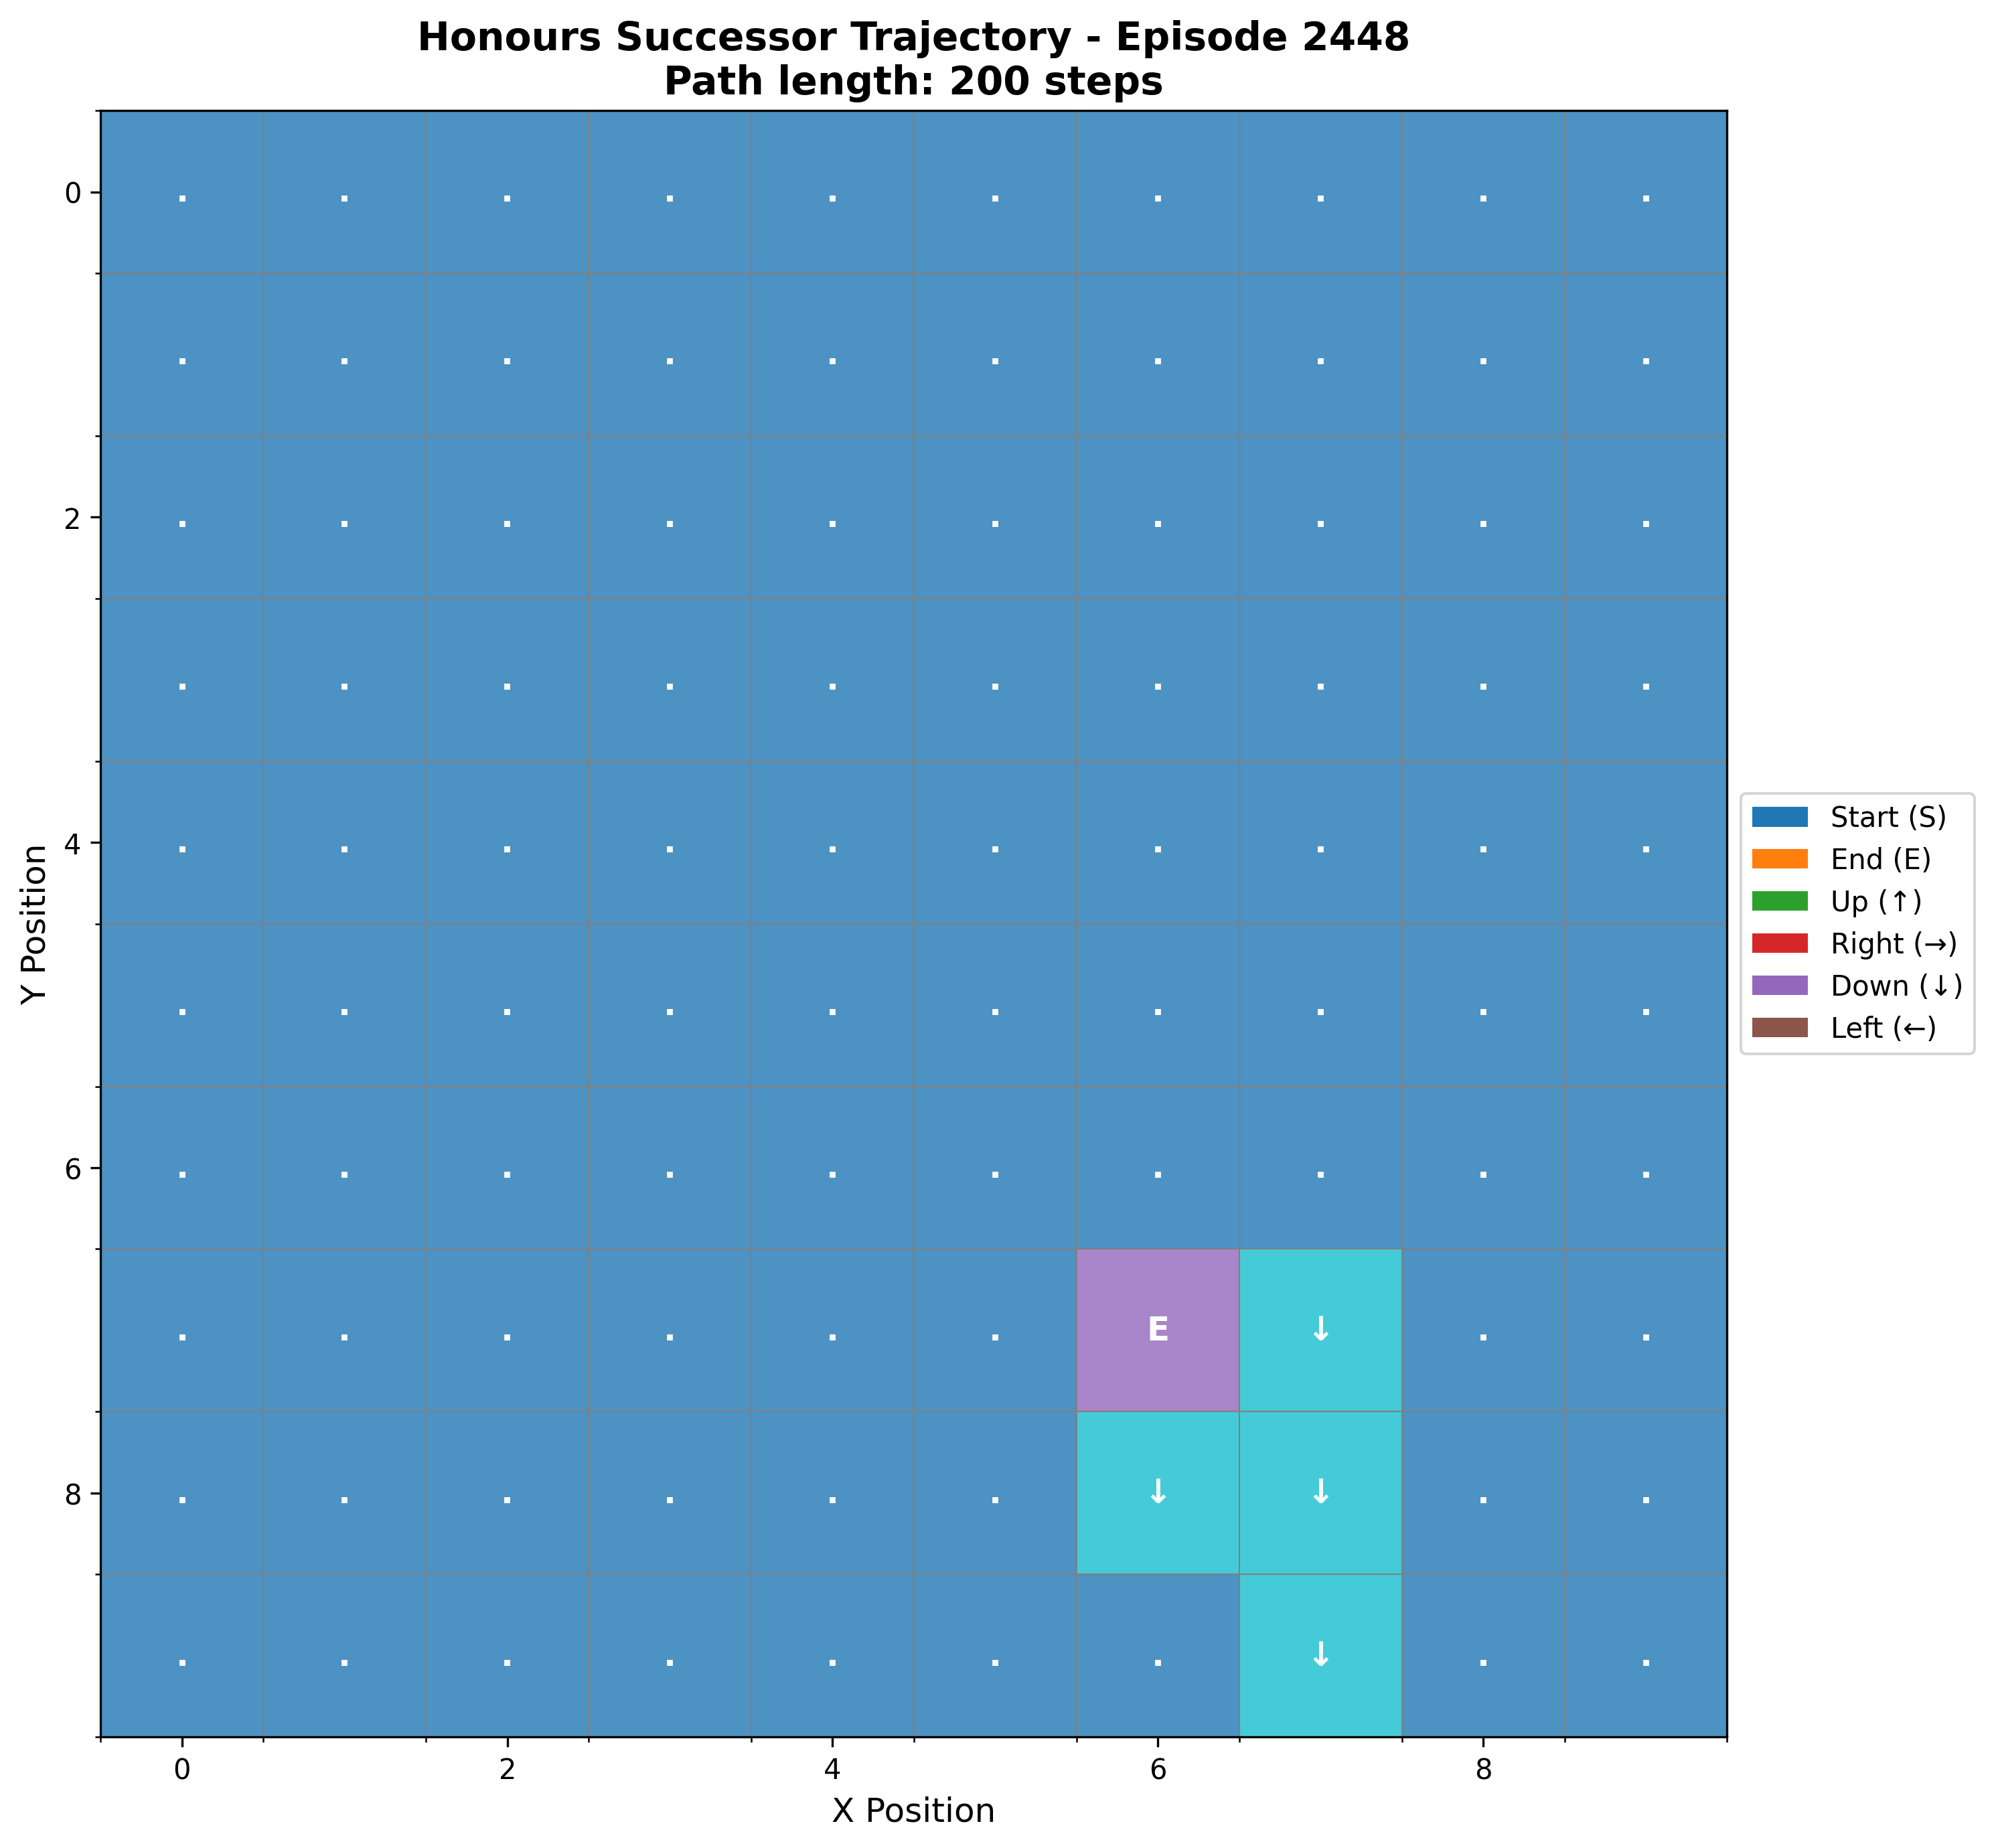 Honours Successor Trajectory - Episode 2448
Path length: 200 steps
0
2
4
6
8
Y Position
. . . . . . . . . .
. . . . . . . . . .
. . . . . . . . . .
. . . . . . . . . .
. . . . . . . . . .
. . . . . . . . . .
. . . . . . . . . .
. . . . . . E ↓ . .
. . . . . . ↓ ↓ . .
. . . . . . . ↓ . .
0 2 4 6 8
X Position
Start (S)
End (E)
Up (↑)
Right (→)
Down (↓)
Left (←)